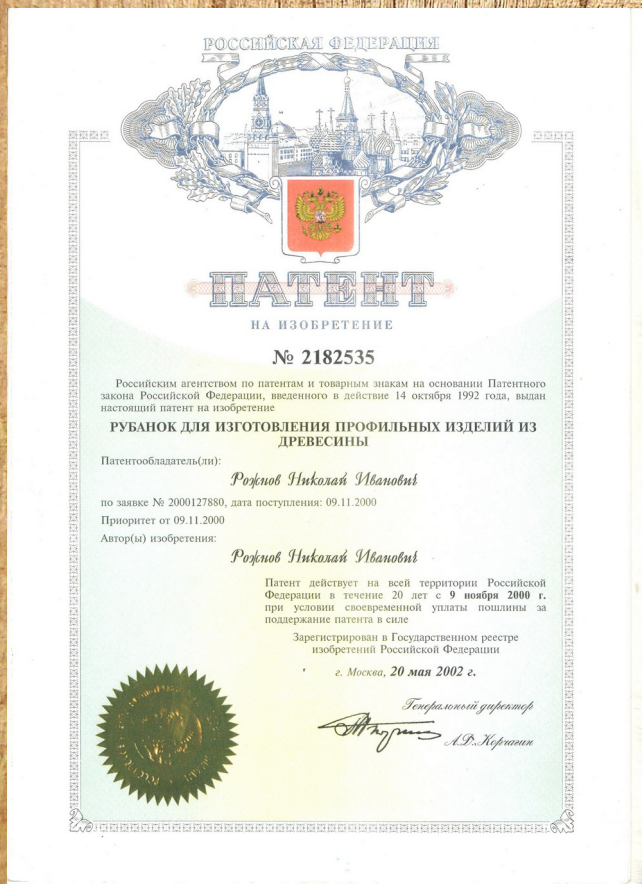 РОССИЙСКАЯ ФЕДЕРАЦИЯ
ПАТЕНТ
НА ИЗОБРЕТЕНИЕ
№ 2182535
Российским агентством по патентам и товарным знакам на основании Патентного
закона Российской Федерации, введенного в действие 14 октября 1992 года, выдан
настоящий патент на изобретение
РУБАНОК ДЛЯ ИЗГОТОВЛЕНИЯ ПРОФИЛЬНЫХ ИЗДЕЛИЙ ИЗ
ДРЕВЕСИНЫ
Патентообладатель(ли):
Рожнов Николай Иванович
по заявке № 2000127880, дата поступления: 09.11.2000
Приоритет от 09.11.2000
Автор(ы) изобретения:
Рожнов Николай Иванович
Патент действует на всей территории Российской
Федерации в течение 20 лет с 9 ноября 2000 г.
при условии своевременной уплаты пошлины за
поддержание патента в силе
Зарегистрирован в Государственном реестре
изобретений Российской Федерации
г. Москва, 20 мая 2002 г.
Генеральный директор
А.Д. Корчагин